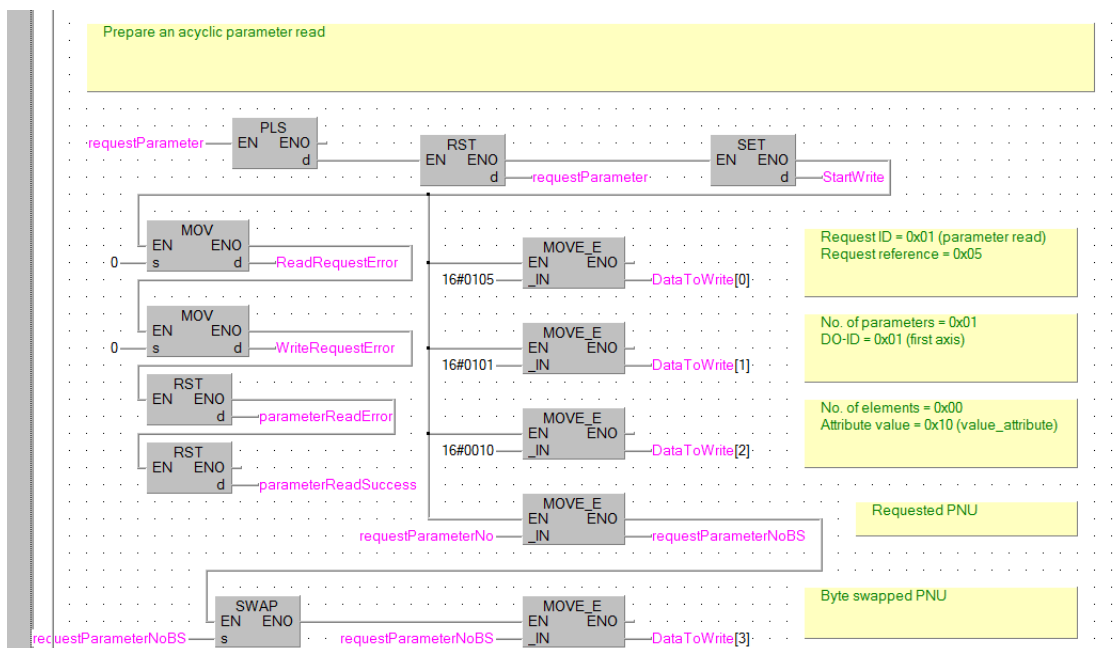 Prepare an acyclic parameter read
PLS
requestParameter EN ENO
d
RST
EN ENO
d requestParameter
SET
EN ENO
d StartWrite
MOV
EN ENO
0 s d ReadRequestError
MOVE_E
EN ENO
16#0105 _IN DataToWrite[0]
Request ID = 0x01 (parameter read)
Request reference = 0x05
MOV
EN ENO
0 s d WriteRequestError
MOVE_E
EN ENO
16#0101 _IN DataToWrite[1]
No. of parameters = 0x01
DO-ID = 0x01 (first axis)
RST
EN ENO
d parameterReadError
MOVE_E
EN ENO
16#0010 _IN DataToWrite[2]
No. of elements = 0x00
Attribute value = 0x10 (value_attribute)
RST
EN ENO
d parameterReadSuccess
MOVE_E
EN ENO
requestParameterNo _IN requestParameterNoBS
Requested PNU
SWAP
EN ENO
requestParameterNoBS s
MOVE_E
EN ENO
requestParameterNoBS _IN DataToWrite[3]
Byte swapped PNU